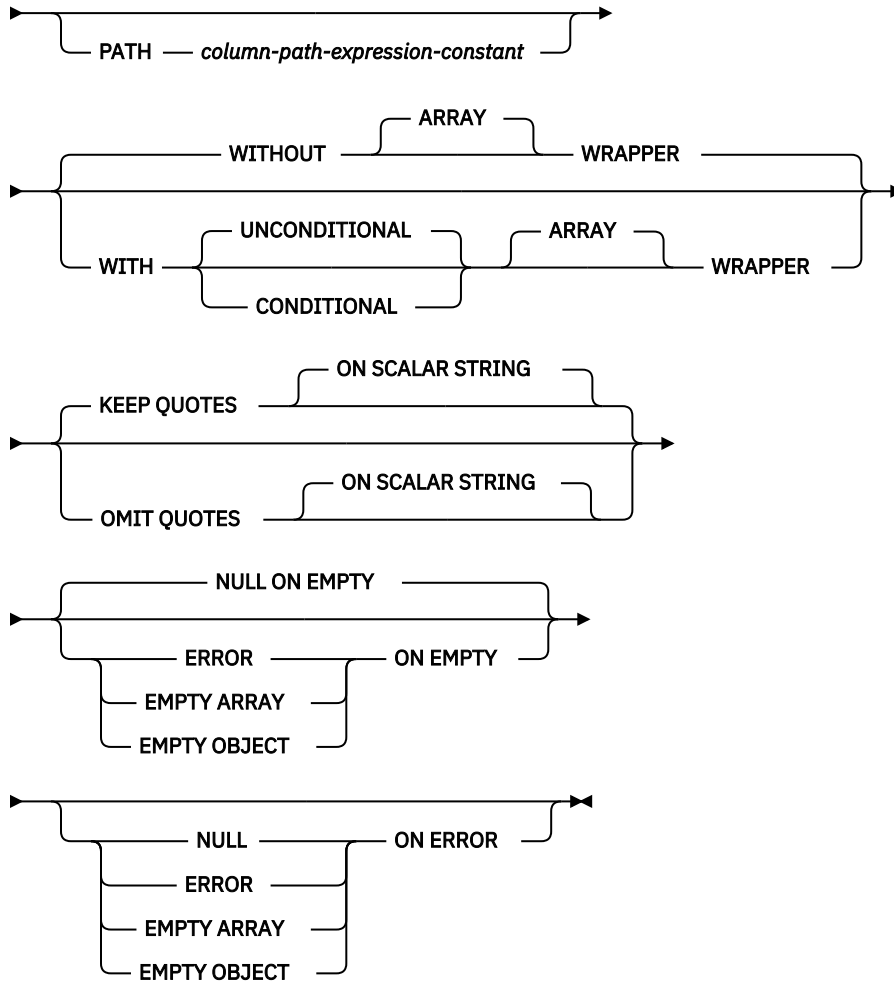 PATH column-path-expression-constant
ARRAY
WITHOUT WRAPPER
UNCONDITIONAL ARRAY
WITH WRAPPER
CONDITIONAL
ON SCALAR STRING
KEEP QUOTES
ON SCALAR STRING
OMIT QUOTES
NULL ON EMPTY
ERROR ON EMPTY
EMPTY ARRAY
EMPTY OBJECT
NULL ON ERROR
ERROR
EMPTY ARRAY
EMPTY OBJECT